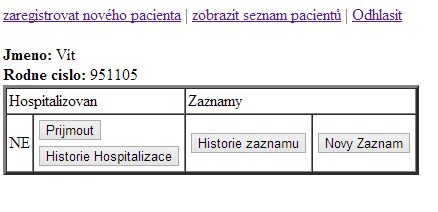 zaregistrovat nového pacienta | zobrazit seznam pacientů | Odhlasit
Jmeno: Vit
Rodne cislo: 951105
Hospitalizovan Zaznamy
NE Prijmout Historie zaznamu Novy Zaznam
Historie Hospitalizace